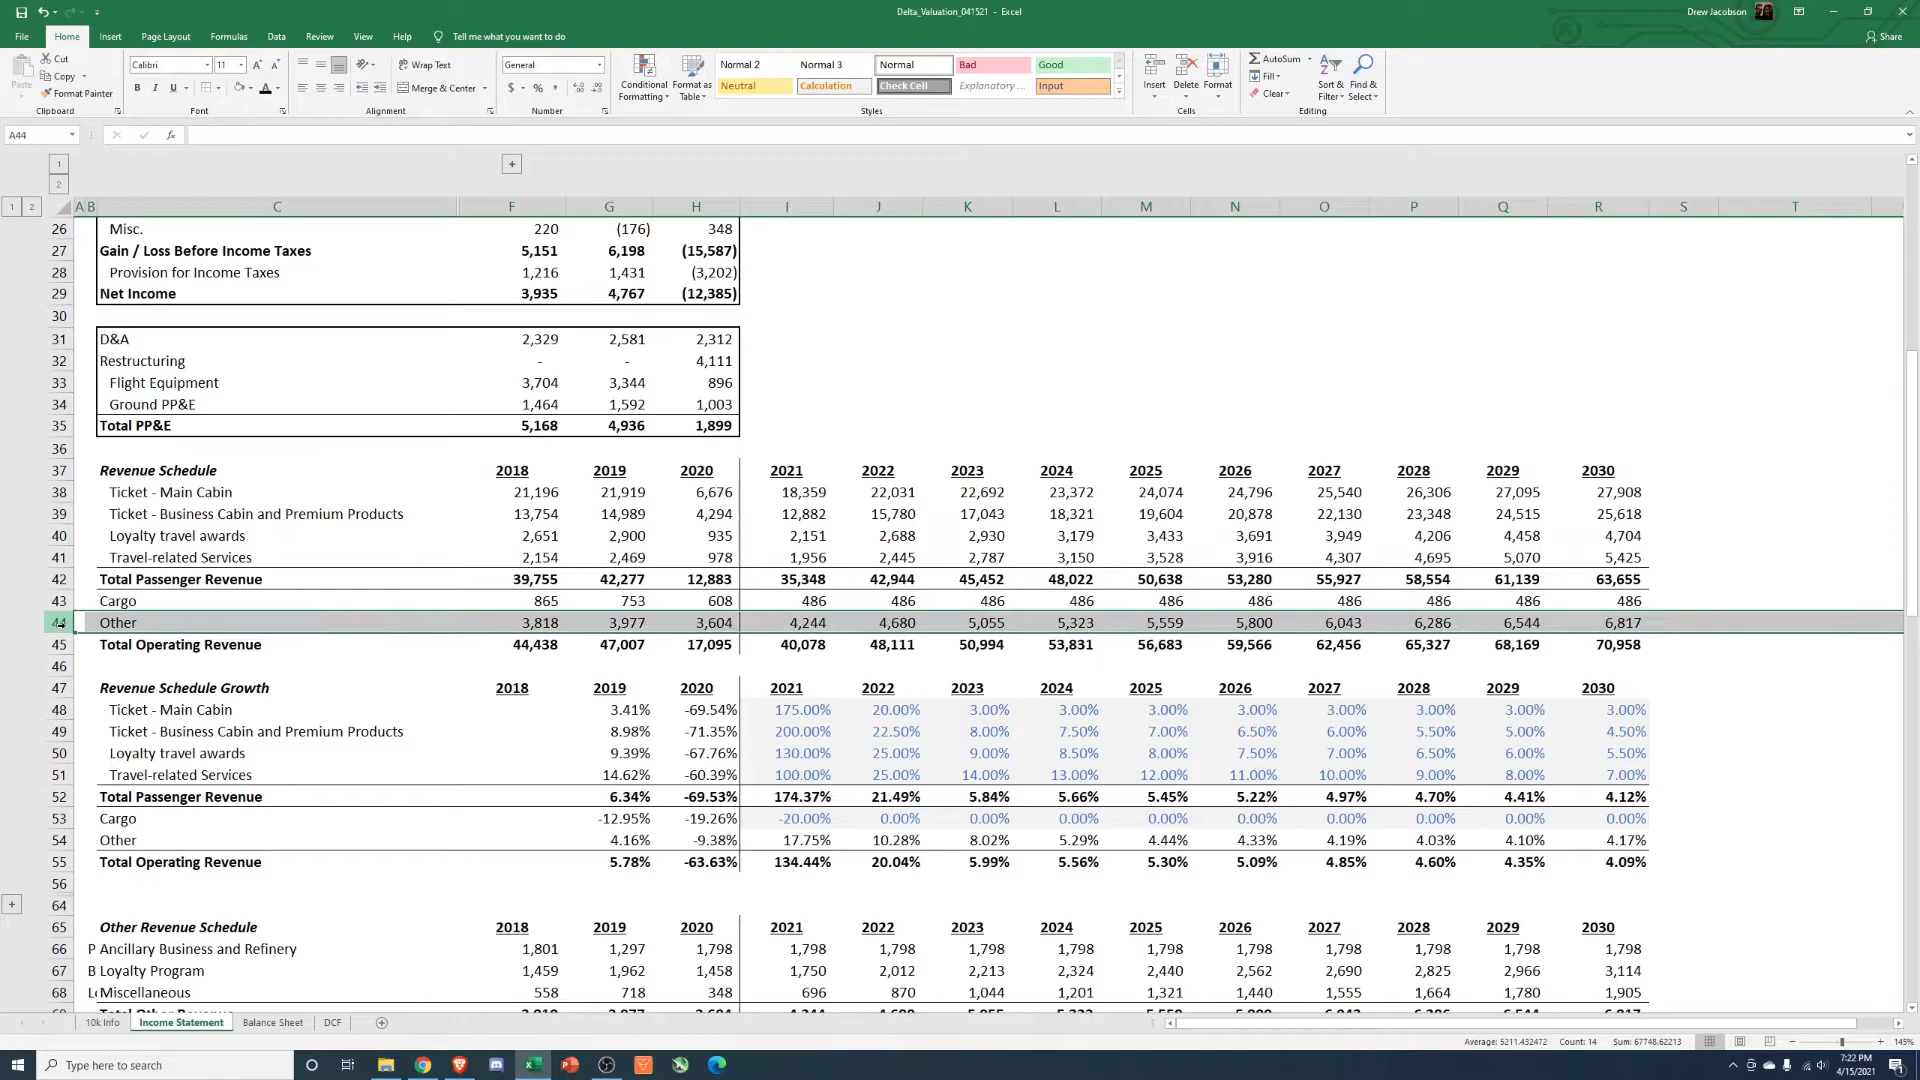 Delta_Valuation_041521 - Excel
Drew Jacobson
File Home Insert Page Layout Formulas Data Review View Help Tell me what you want to do Share
Cut
Copy
Format Painter
Paste
Clipboard
Calibri 11
B I U
Font
Wrap Text
Merge & Center
Alignment
General
$ % ,
Number
Conditional Formatting
Format as Table
Normal 2 Normal 3 Normal Bad Good
Neutral Calculation Check Cell Explanatory ... Input
Styles
Insert Delete Format
Cells
AutoSum
Fill
Clear
Sort & Filter
Find & Select
Editing
A44 fx
1
2
1 2
A B C F G H I J K L M N O P Q R S T
26 Misc. 220 (176) 348
27 Gain / Loss Before Income Taxes 5,151 6,198 (15,587)
28 Provision for Income Taxes 1,216 1,431 (3,202)
29 Net Income 3,935 4,767 (12,385)
30
31 D&A 2,329 2,581 2,312
32 Restructuring - - 4,111
33 Flight Equipment 3,704 3,344 896
34 Ground PP&E 1,464 1,592 1,003
35 Total PP&E 5,168 4,936 1,899
36
37 Revenue Schedule 2018 2019 2020 2021 2022 2023 2024 2025 2026 2027 2028 2029 2030
38 Ticket - Main Cabin 21,196 21,919 6,676 18,359 22,031 22,692 23,372 24,074 24,796 25,540 26,306 27,095 27,908
39 Ticket - Business Cabin and Premium Products 13,754 14,989 4,294 12,882 15,780 17,043 18,321 19,604 20,878 22,130 23,348 24,515 25,618
40 Loyalty travel awards 2,651 2,900 935 2,151 2,688 2,930 3,179 3,433 3,691 3,949 4,206 4,458 4,704
41 Travel-related Services 2,154 2,469 978 1,956 2,445 2,787 3,150 3,528 3,916 4,307 4,695 5,070 5,425
42 Total Passenger Revenue 39,755 42,277 12,883 35,348 42,944 45,452 48,022 50,638 53,280 55,927 58,554 61,139 63,655
43 Cargo 865 753 608 486 486 486 486 486 486 486 486 486 486
44 Other 3,818 3,977 3,604 4,244 4,680 5,055 5,323 5,559 5,800 6,043 6,286 6,544 6,817
45 Total Operating Revenue 44,438 47,007 17,095 40,078 48,111 50,994 53,831 56,683 59,566 62,456 65,327 68,169 70,958
46
47 Revenue Schedule Growth 2018 2019 2020 2021 2022 2023 2024 2025 2026 2027 2028 2029 2030
48 Ticket - Main Cabin 3.41% -69.54% 175.00% 20.00% 3.00% 3.00% 3.00% 3.00% 3.00% 3.00% 3.00% 3.00%
49 Ticket - Business Cabin and Premium Products 8.98% -71.35% 200.00% 22.50% 8.00% 7.50% 7.00% 6.50% 6.00% 5.50% 5.00% 4.50%
50 Loyalty travel awards 9.39% -67.76% 130.00% 25.00% 9.00% 8.50% 8.00% 7.50% 7.00% 6.50% 6.00% 5.50%
51 Travel-related Services 14.62% -60.39% 100.00% 25.00% 14.00% 13.00% 12.00% 11.00% 10.00% 9.00% 8.00% 7.00%
52 Total Passenger Revenue 6.34% -69.53% 174.37% 21.49% 5.84% 5.66% 5.45% 5.22% 4.97% 4.70% 4.41% 4.12%
53 Cargo -12.95% -19.26% -20.00% 0.00% 0.00% 0.00% 0.00% 0.00% 0.00% 0.00% 0.00% 0.00%
54 Other 4.16% -9.38% 17.75% 10.28% 8.02% 5.29% 4.44% 4.33% 4.19% 4.03% 4.10% 4.17%
55 Total Operating Revenue 5.78% -63.63% 134.44% 20.04% 5.99% 5.56% 5.30% 5.09% 4.85% 4.60% 4.35% 4.09%
56
64
65 Other Revenue Schedule 2018 2019 2020 2021 2022 2023 2024 2025 2026 2027 2028 2029 2030
66 P Ancillary Business and Refinery 1,801 1,297 1,798 1,798 1,798 1,798 1,798 1,798 1,798 1,798 1,798 1,798 1,798
67 B Loyalty Program 1,459 1,962 1,458 1,750 2,012 2,213 2,324 2,440 2,562 2,690 2,825 2,966 3,114
68 Miscellaneous 558 718 348 696 870 1,044 1,201 1,321 1,440 1,555 1,664 1,780 1,905
10k Info Income Statement Balance Sheet DCF
Average: 5211.432472 Count: 14 Sum: 67748.62213 145%
Type here to search
7:22 PM
4/15/2021